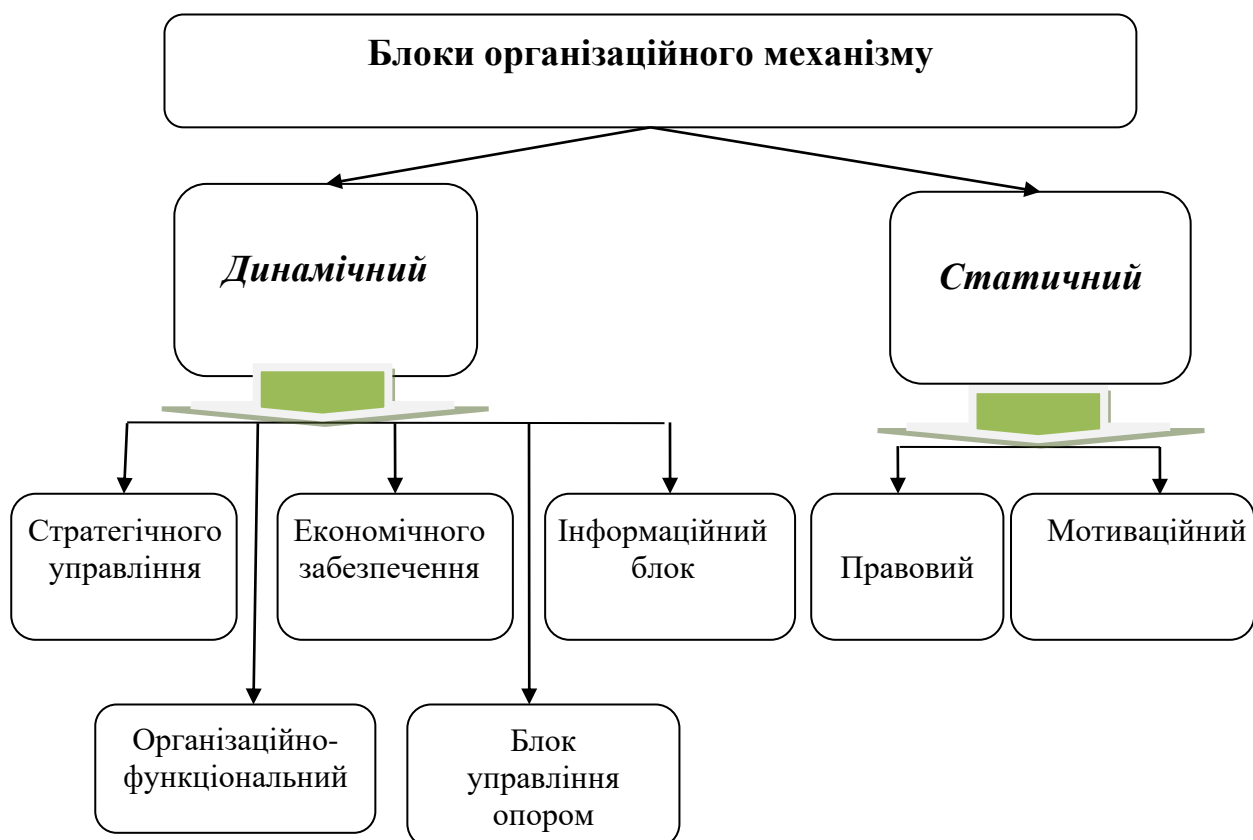 Блоки організаційного механізму
Динамічний
Статичний
Стратегічного
управління
Економічного
забезпечення
Інформаційний
блок
Правовий
Мотиваційний
Організаційно-
функціональний
Блок
управління
опором